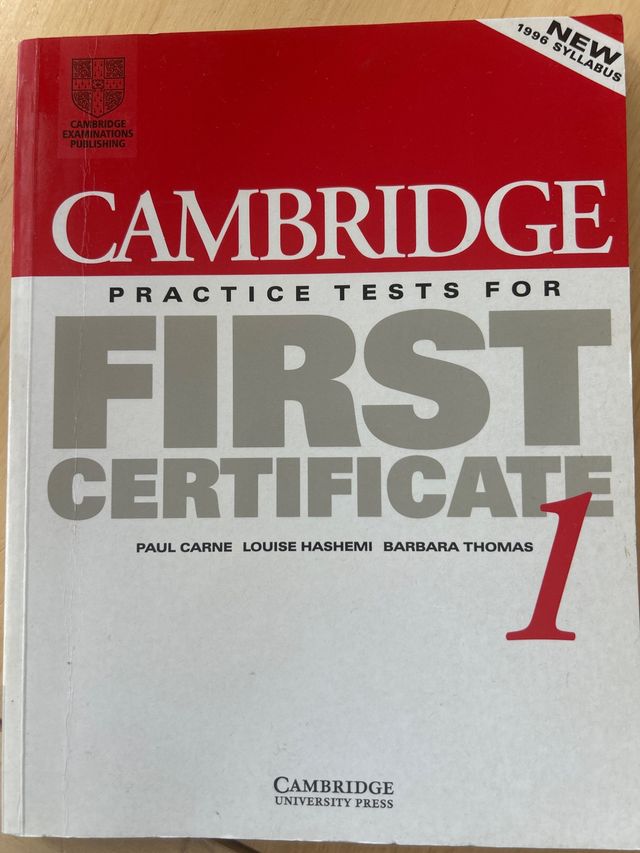 NEW
1996 SYLLABUS
CAMBRIDGE
EXAMINATIONS
PUBLISHING
CAMBRIDGE
PRACTICE TESTS FOR
FIRST
CERTIFICATE
1
PAUL CARNE LOUISE HASHEMI BARBARA THOMAS
CAMBRIDGE
UNIVERSITY PRESS